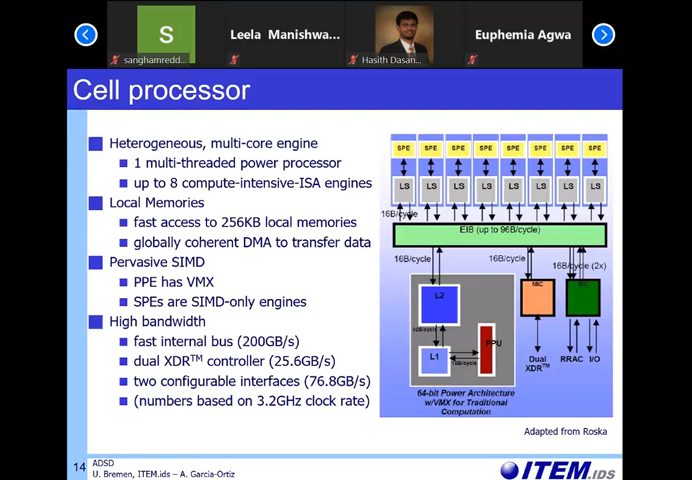 S
sanghamredd...
Leela Manishwa...
Hasith Dasan...
Euphemia Agwa
Cell processor
Heterogeneous, multi-core engine
1 multi-threaded power processor
up to 8 compute-intensive-ISA engines
Local Memories
fast access to 256KB local memories
globally coherent DMA to transfer data
Pervasive SIMD
PPE has VMX
SPEs are SIMD-only engines
High bandwidth
fast internal bus (200GB/s)
dual XDR™ controller (25.6GB/s)
two configurable interfaces (76.8GB/s)
(numbers based on 3.2GHz clock rate)
SPE SPE SPE SPE SPE SPE SPE SPE
LS LS LS LS LS LS LS LS
16B/cycle
EIB (up to 96B/cycle)
16B/cycle 16B/cycle 16B/cycle (2x)
L2 MIC
32B/cycle
PPU
L1
16B/cycle
Dual XDR™
RRAC I/O
64-bit Power Architecture
w/VMX for Traditional
Computation
Adapted from Roska
14
ADSD
U. Bremen, ITEM.ids – A. Garcia-Ortiz
ITEM.IDS